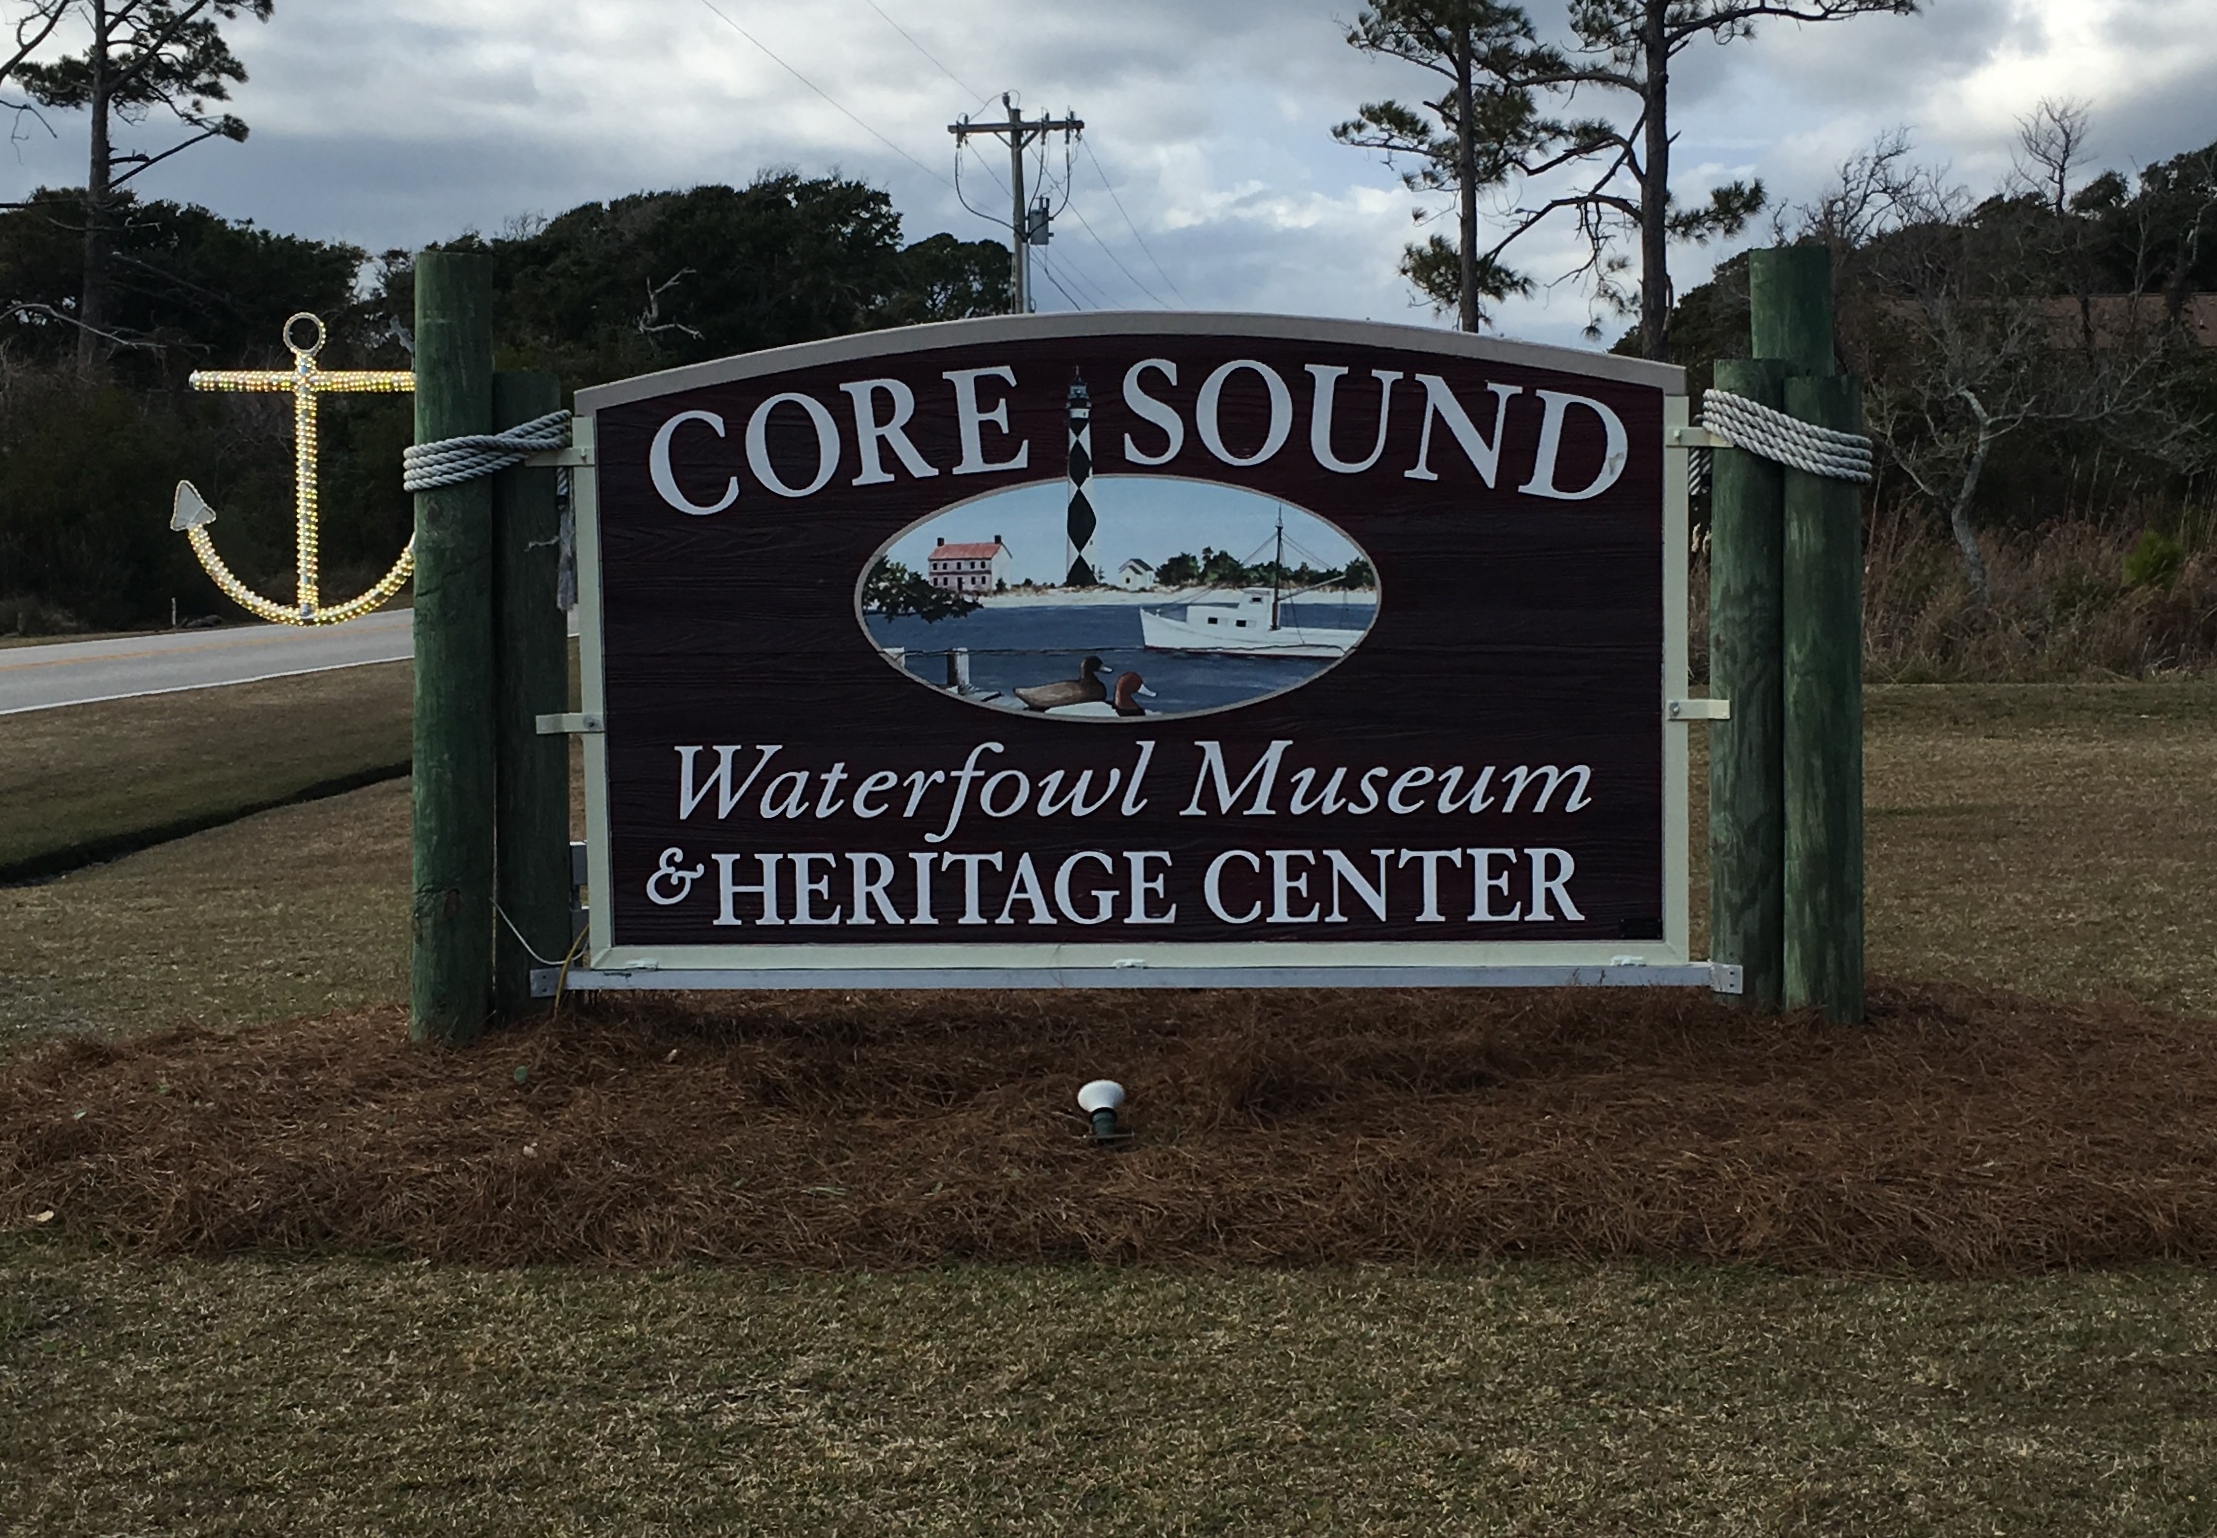 CORE SOUND
Waterfowl Museum
& HERITAGE CENTER